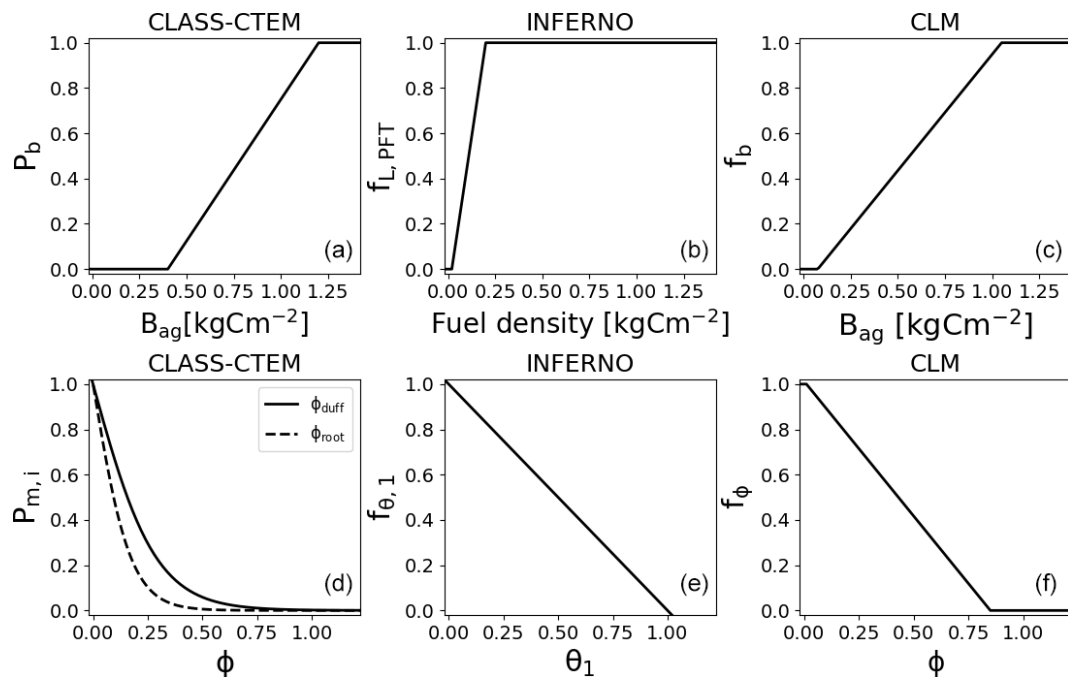 CLASS-CTEM
INFERNO
CLM
1.0
0.8
0.6
0.4
0.2
0.0
P_b
(a)
0.00 0.25 0.50 0.75 1.00 1.25
B_ag[kgCm⁻²]
1.0
0.8
0.6
0.4
0.2
0.0
f_L,PFT
(b)
0.00 0.25 0.50 0.75 1.00 1.25
Fuel density [kgCm⁻²]
1.0
0.8
0.6
0.4
0.2
0.0
f_b
(c)
0.00 0.25 0.50 0.75 1.00 1.25
B_ag [kgCm⁻²]
CLASS-CTEM
INFERNO
CLM
1.0
0.8
0.6
0.4
0.2
0.0
P_m,i
ϕ_duff
ϕ_root
(d)
0.00 0.25 0.50 0.75 1.00
ϕ
1.0
0.8
0.6
0.4
0.2
0.0
f_θ,1
(e)
0.00 0.25 0.50 0.75 1.00
θ₁
1.0
0.8
0.6
0.4
0.2
0.0
f_ϕ
(f)
0.00 0.25 0.50 0.75 1.00
ϕ